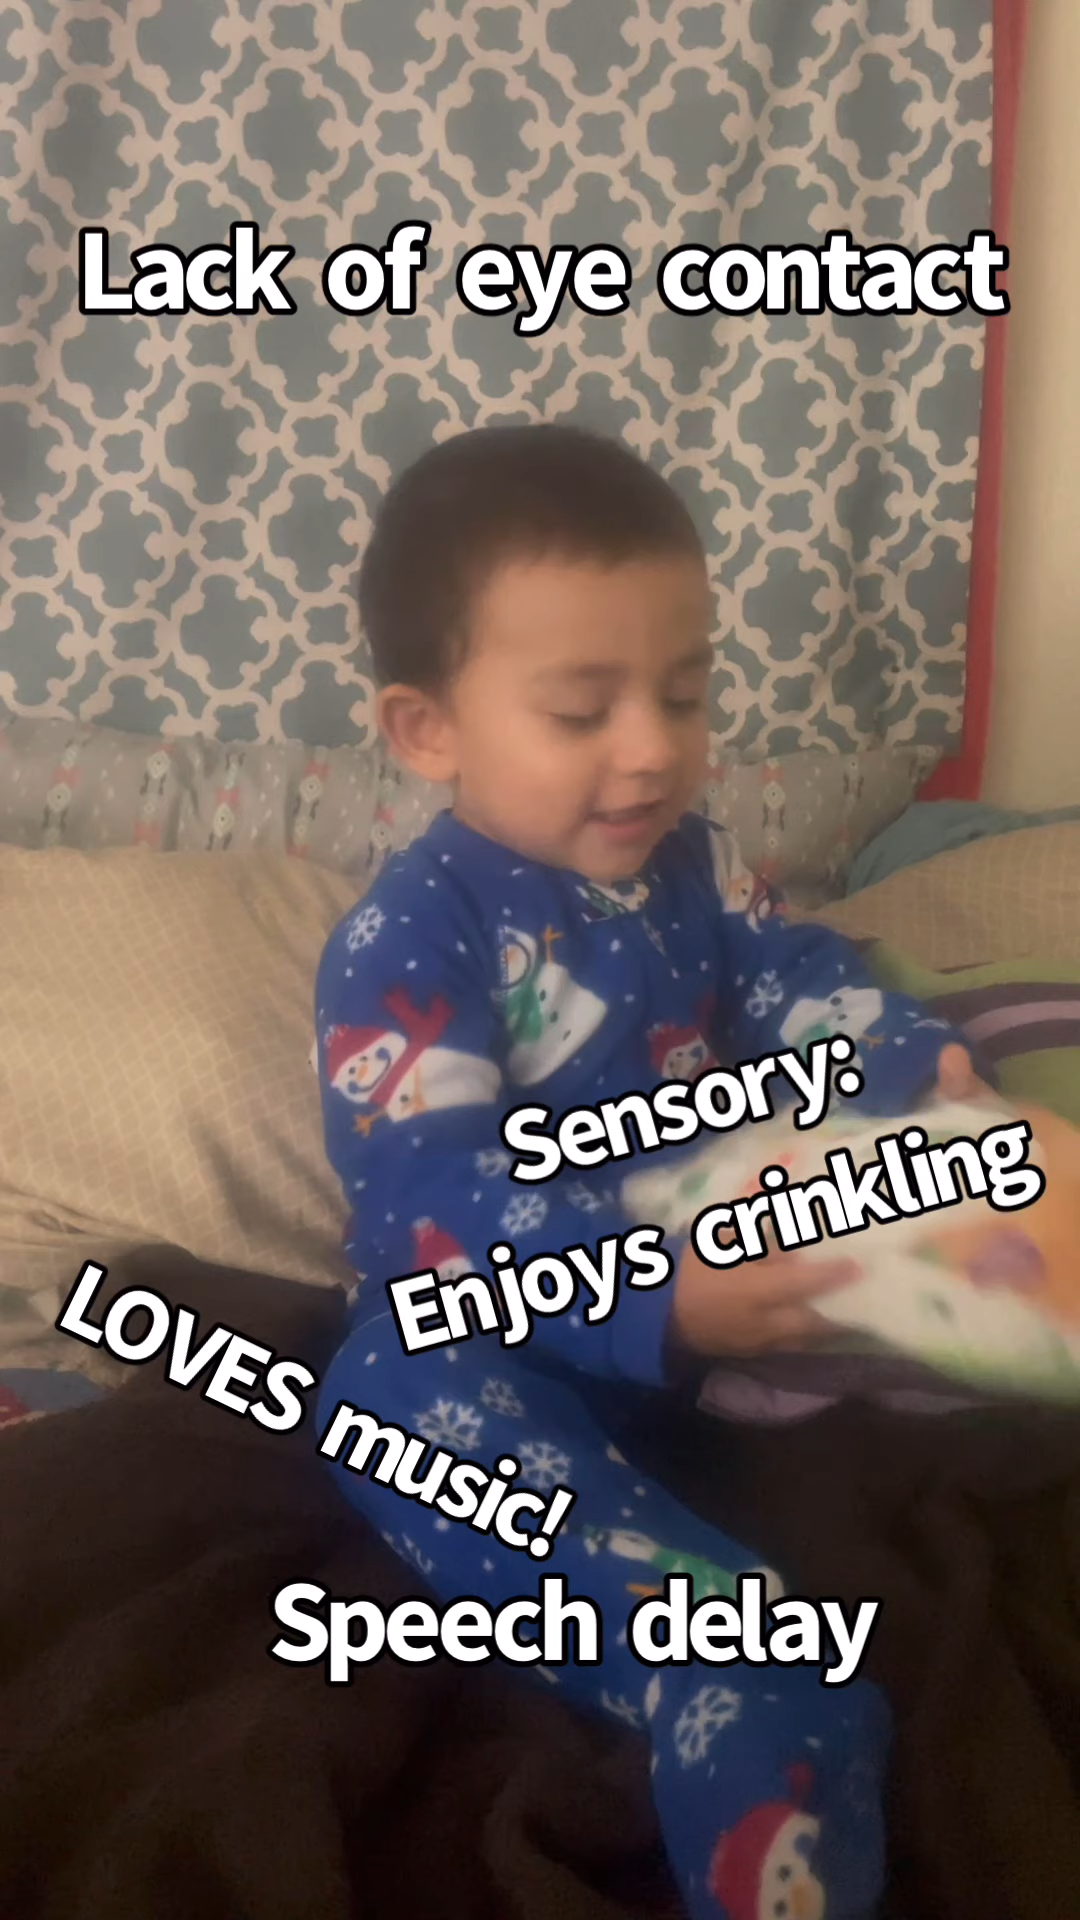 Lack of eye contact
Sensory:
Enjoys crinkling
LOVES music!
Speech delay